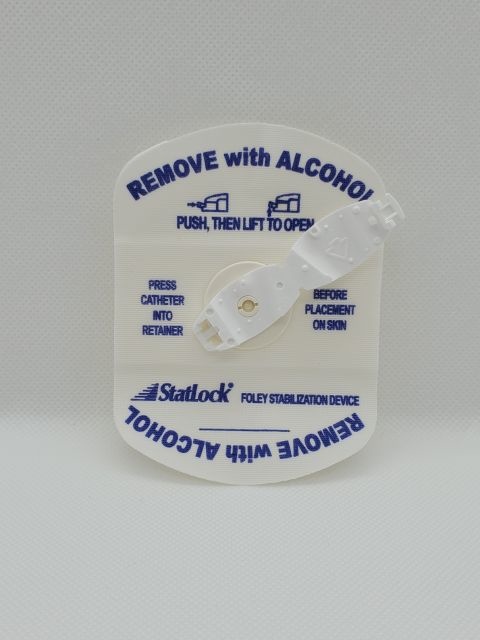 REMOVE with ALCOHOL
PUSH, THEN LIFT TO OPEN
PRESS
CATHETER
INTO
RETAINER
BEFORE
PLACEMENT
ON SKIN
StatLock®
FOLEY STABILIZATION DEVICE
REMOVE with ALCOHOL